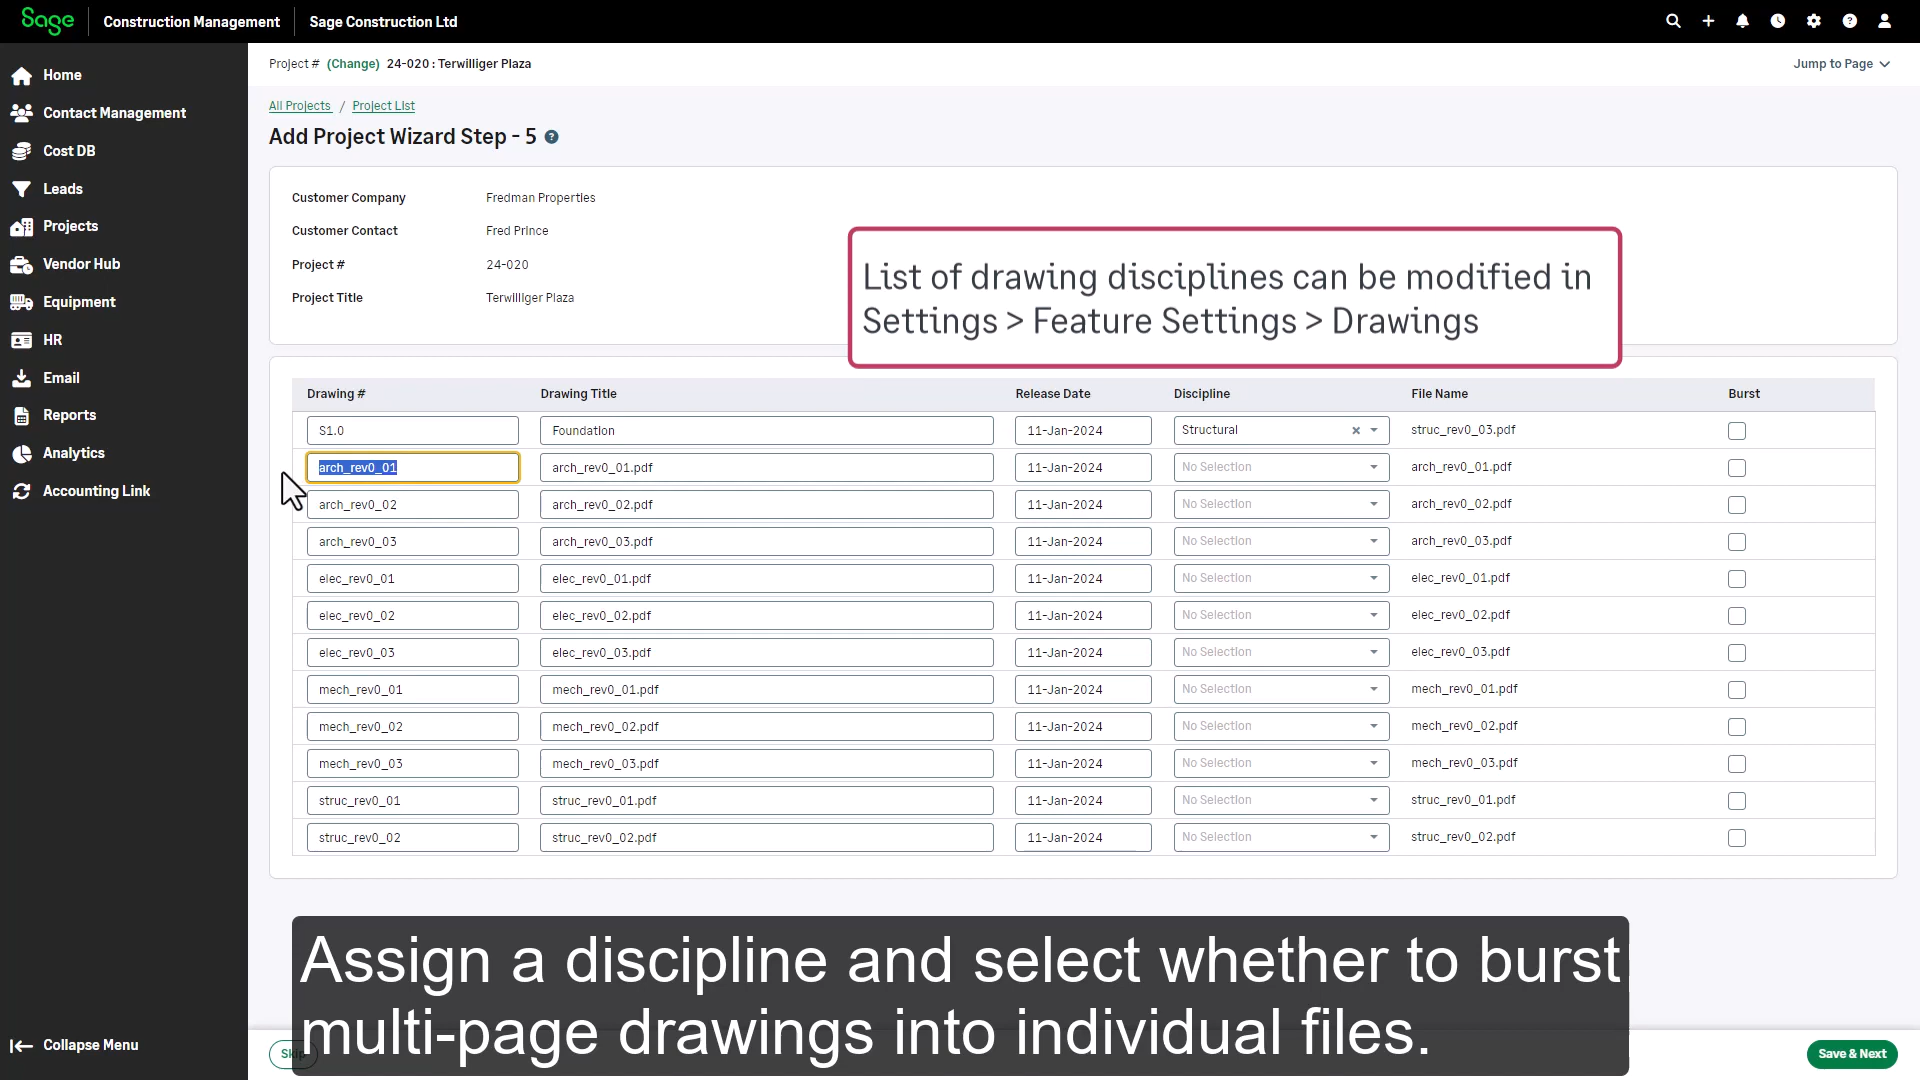 Sage Construction Management Sage Construction Ltd
Project # (Change) 24-020 : Terwilliger Plaza Jump to Page
Home
Contact Management
Cost DB
Leads
Projects
Vendor Hub
Equipment
HR
Email
Reports
Analytics
Accounting Link
Collapse Menu
All Projects / Project List
Add Project Wizard Step - 5
Customer Company Fredman Properties
Customer Contact Fred Prince
Project # 24-020
Project Title Terwilliger Plaza
List of drawing disciplines can be modified in
Settings > Feature Settings > Drawings
Drawing # Drawing Title Release Date Discipline File Name Burst
S1.0 Foundation 11-Jan-2024 Structural struc_rev0_03.pdf
arch_rev0_01 arch_rev0_01.pdf 11-Jan-2024 No Selection arch_rev0_01.pdf
arch_rev0_02 arch_rev0_02.pdf 11-Jan-2024 No Selection arch_rev0_02.pdf
arch_rev0_03 arch_rev0_03.pdf 11-Jan-2024 No Selection arch_rev0_03.pdf
elec_rev0_01 elec_rev0_01.pdf 11-Jan-2024 No Selection elec_rev0_01.pdf
elec_rev0_02 elec_rev0_02.pdf 11-Jan-2024 No Selection elec_rev0_02.pdf
elec_rev0_03 elec_rev0_03.pdf 11-Jan-2024 No Selection elec_rev0_03.pdf
mech_rev0_01 mech_rev0_01.pdf 11-Jan-2024 No Selection mech_rev0_01.pdf
mech_rev0_02 mech_rev0_02.pdf 11-Jan-2024 No Selection mech_rev0_02.pdf
mech_rev0_03 mech_rev0_03.pdf 11-Jan-2024 No Selection mech_rev0_03.pdf
struc_rev0_01 struc_rev0_01.pdf 11-Jan-2024 No Selection struc_rev0_01.pdf
struc_rev0_02 struc_rev0_02.pdf 11-Jan-2024 No Selection struc_rev0_02.pdf
Assign a discipline and select whether to burst
multi-page drawings into individual files.
Skip Save & Next